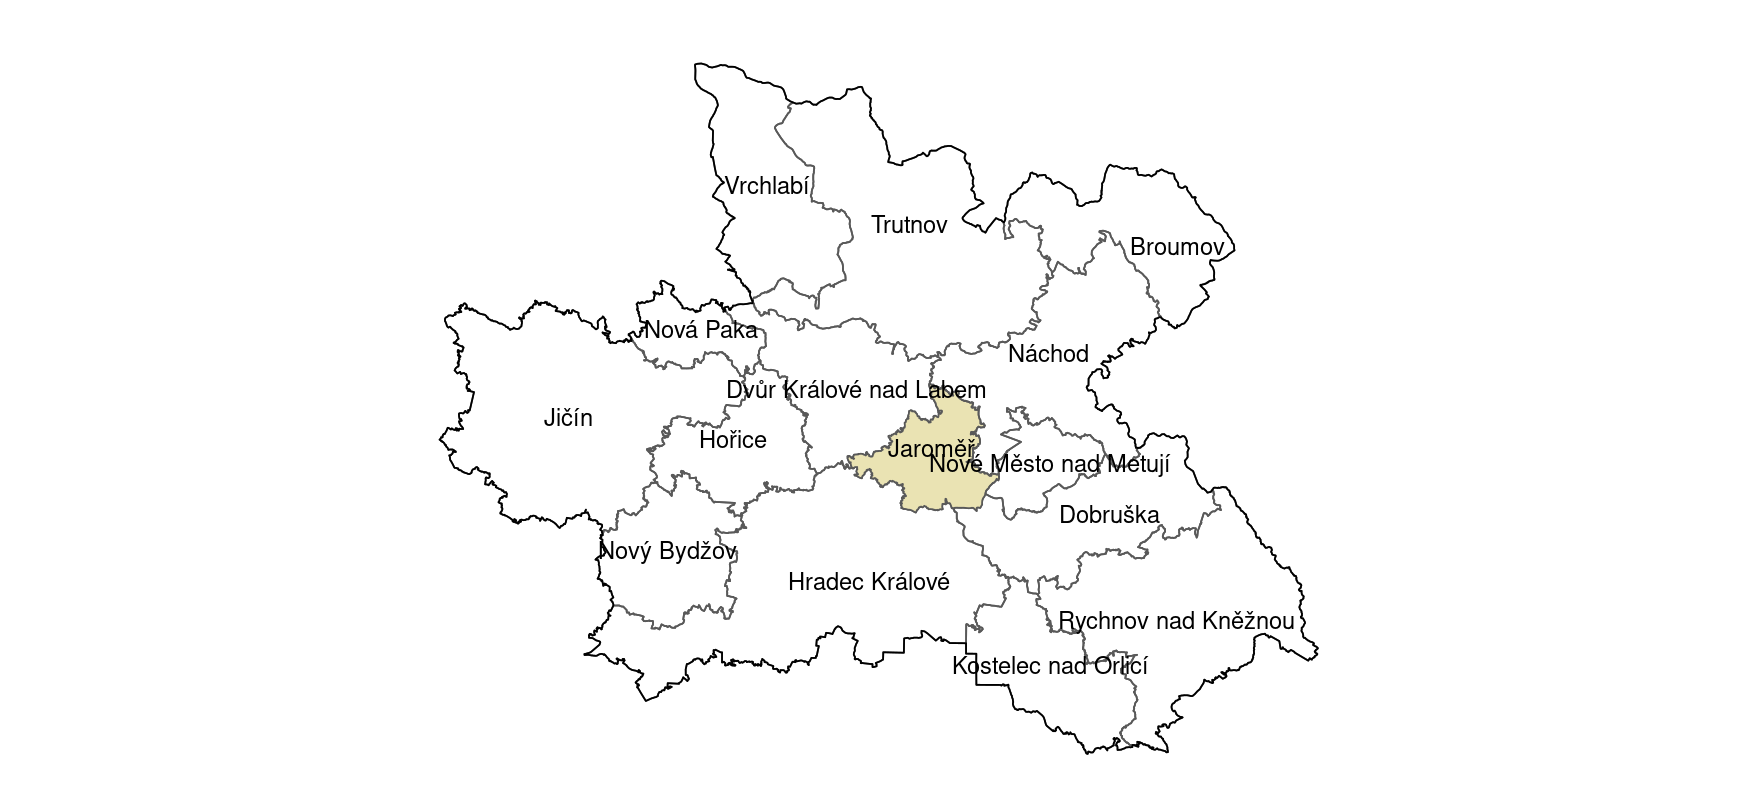 Vrchlabí
Trutnov
Broumov
Nová Paka
Náchod
Dvůr Králové nad Labem
Jičín
Hořice
Jaroměř
Nové Město nad Metují
Dobruška
Nový Bydžov
Hradec Králové
Rychnov nad Kněžnou
Kostelec nad Orlicí